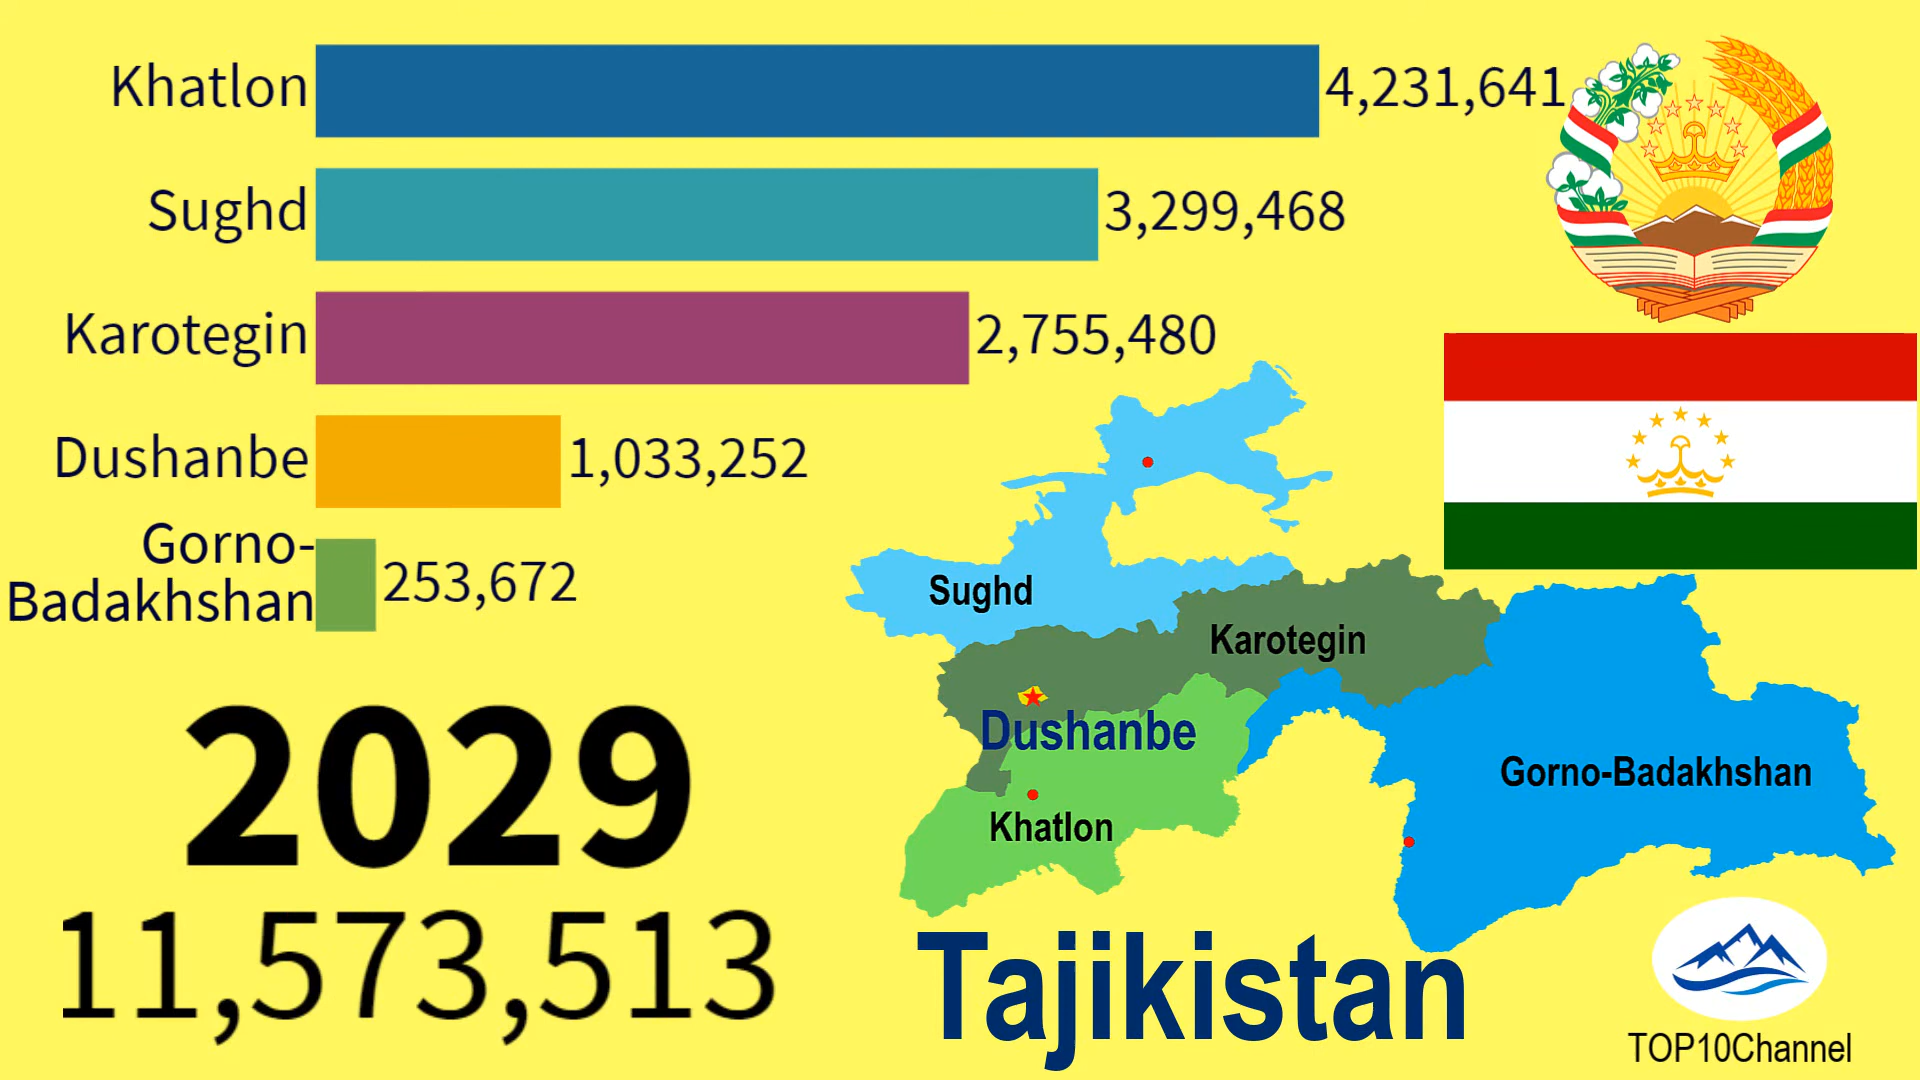 Khatlon 4,231,641
Sughd 3,299,468
Karotegin 2,755,480
Dushanbe 1,033,252
Gorno-
Badakhshan 253,672
2029
11,573,513
Sughd
Karotegin
Dushanbe
Gorno-Badakhshan
Khatlon
Tajikistan
TOP10Channel